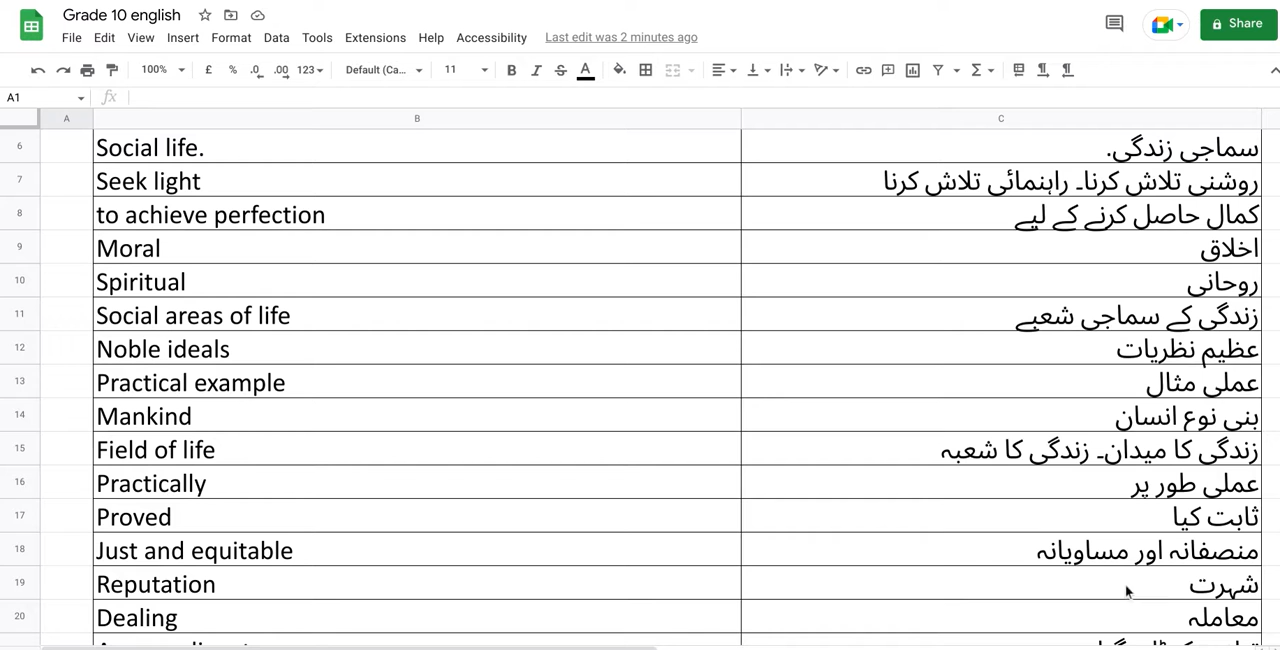 Grade 10 english
File Edit View Insert Format Data Tools Extensions Help Accessibility Last edit was 2 minutes ago
Share
100% £ % .0 .00 123 Default (Ca... 11 B I S A
A1 fx
A B C
6 Social life. سماجی زندگی.
7 Seek light روشنی تلاش کرنا۔ راہنمائی تلاش کرنا
8 to achieve perfection کمال حاصل کرنے کے لیے
9 Moral اخلاق
10 Spiritual روحانی
11 Social areas of life زندگی کے سماجی شعبے
12 Noble ideals عظیم نظریات
13 Practical example عملی مثال
14 Mankind بنی نوع انسان
15 Field of life زندگی کا میدان۔ زندگی کا شعبہ
16 Practically عملی طور پر
17 Proved ثابت کیا
18 Just and equitable منصفانہ اور مساویانہ
19 Reputation شہرت
20 Dealing معاملہ